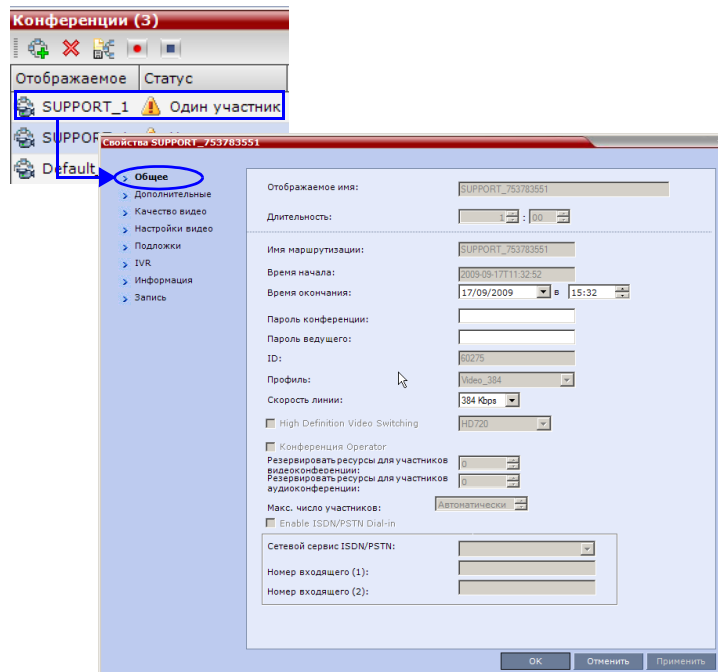 Конференции (3)
Отображаемое Статус
SUPPORT_1 Один участник
SUPPOR
Default_
Свойства SUPPORT_753783551
Общее
Дополнительные
Качество видео
Настройки видео
Подложки
IVR
Информация
Запись
Отображаемое имя: SUPPORT_753783551
Длительность: 1 : 00
Имя маршрутизации: SUPPORT_753783551
Время начала: 2009-09-17T11:32:52
Время окончания: 17/09/2009 в 15:32
Пароль конференции:
Пароль ведущего:
ID: 60275
Профиль: Video_384
Скорость линии: 384 Kbps
High Definition Video Switching HD720
Конференция Operator
Резервировать ресурсы для участников видеоконференции: 0
Резервировать ресурсы для участников аудиоконференции: 0
Макс. число участников: Автоматически
Enable ISDN/PSTN Dial-in
Сетевой сервис ISDN/PSTN:
Номер входящего (1):
Номер входящего (2):
OK Отменить Применить